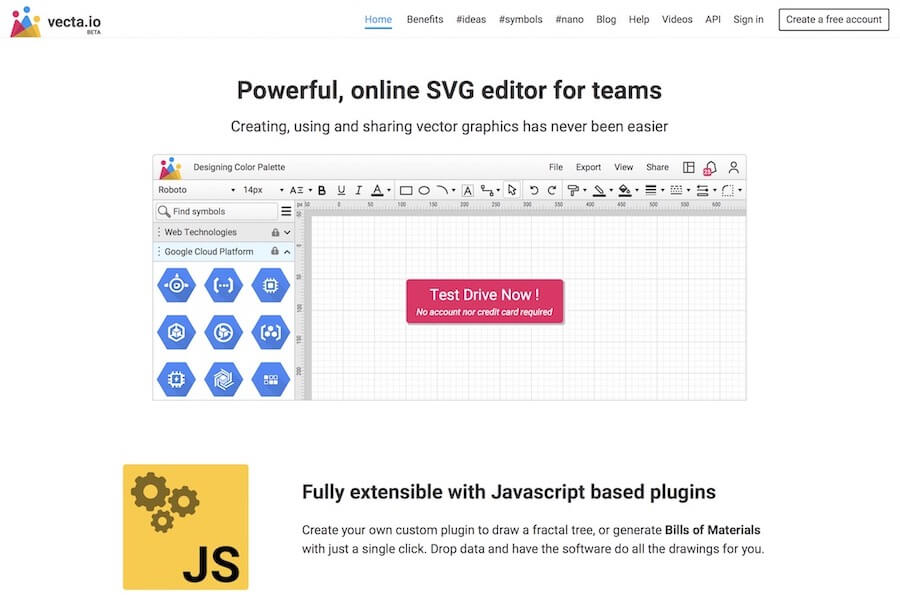 vecta.io
BETA
Home Benefits #ideas #symbols #nano Blog Help Videos API Sign in Create a free account
Powerful, online SVG editor for teams
Creating, using and sharing vector graphics has never been easier
Designing Color Palette File Export View Share 25
Roboto 14px A B U I A A
px 50 0 50 100 150 200 250 300 350 400 450 500 550 600
Find symbols
Web Technologies
Google Cloud Platform
50
0
50
100
150
200
Test Drive Now !
No account nor credit card required
JS
Fully extensible with Javascript based plugins
Create your own custom plugin to draw a fractal tree, or generate Bills of Materials
with just a single click. Drop data and have the software do all the drawings for you.